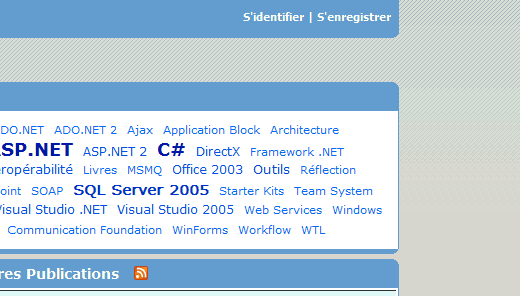 S'identifier | S'enregistrer
DO.NET ADO.NET 2 Ajax Application Block Architecture
SP.NET ASP.NET 2 C# DirectX Framework .NET
ropérabilité Livres MSMQ Office 2003 Outils Réflection
oint SOAP SQL Server 2005 Starter Kits Team System
Visual Studio .NET Visual Studio 2005 Web Services Windows
Communication Foundation WinForms Workflow WTL
res Publications